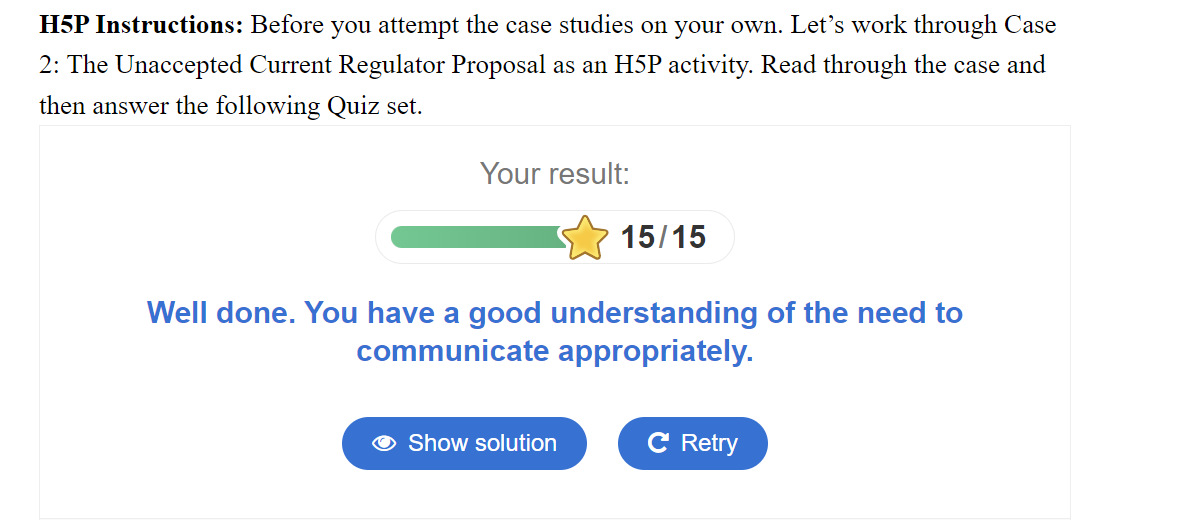 H5P Instructions: Before you attempt the case studies on your own. Let’s work through Case
2: The Unaccepted Current Regulator Proposal as an H5P activity. Read through the case and
then answer the following Quiz set.
Your result:
15/15
Well done. You have a good understanding of the need to
communicate appropriately.
Show solution
Retry